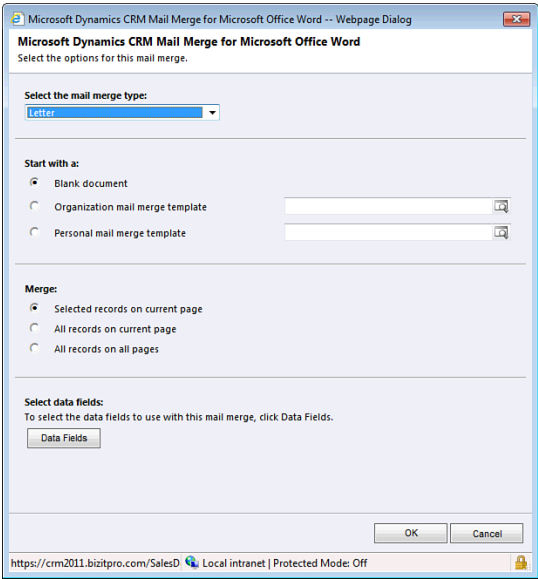 Microsoft Dynamics CRM Mail Merge for Microsoft Office Word -- Webpage Dialog
Microsoft Dynamics CRM Mail Merge for Microsoft Office Word
Select the options for this mail merge.
Select the mail merge type:
Letter
Start with a:
Blank document
Organization mail merge template
Personal mail merge template
Merge:
Selected records on current page
All records on current page
All records on all pages
Select data fields:
To select the data fields to use with this mail merge, click Data Fields.
Data Fields
OK Cancel
https://crm2011.bizitpro.com/SalesD Local intranet | Protected Mode: Off